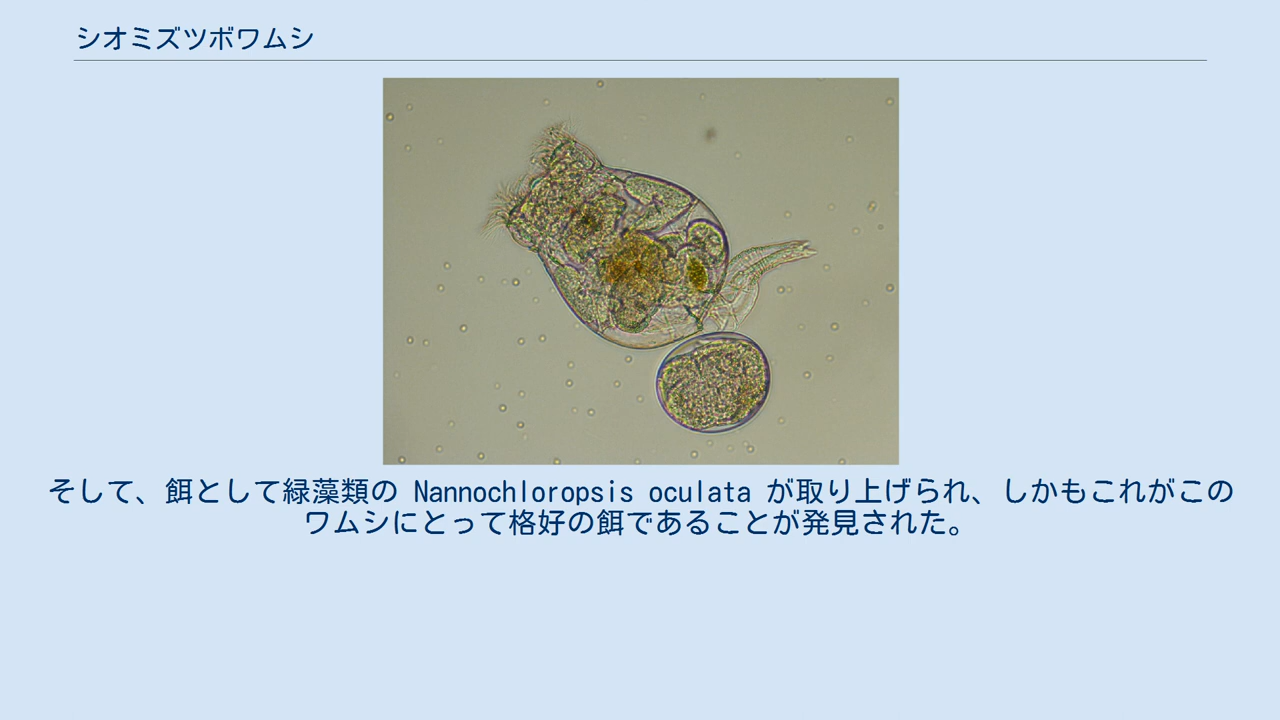 シオミズツボワムシ
そして、餌として緑藻類の Nannochloropsis oculata が取り上げられ、しかもこれがこの
ワムシにとって格好の餌であることが発見された。